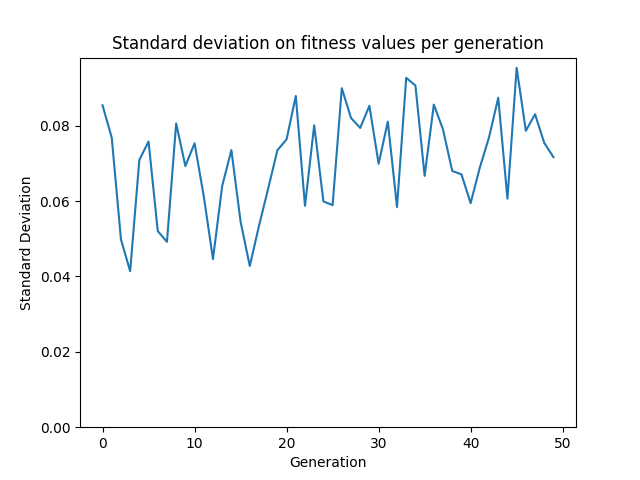 Standard deviation on fitness values per generation
Standard Deviation
0.08
0.06
0.04
0.02
0.00
0 10 20 30 40 50
Generation